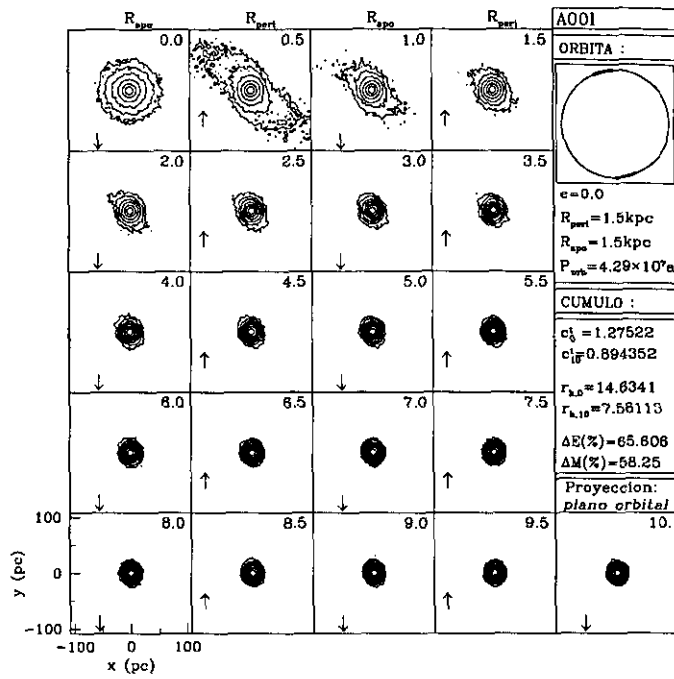 R_apo R_peri R_apo R_peri A001
0.0 0.5 1.0 1.5 ORBITA :
2.0 2.5 3.0 3.5
e=0.0
R_peri=1.5kpc
R_apo=1.5kpc
P_orb=4.29×10⁷a
4.0 4.5 5.0 5.5 CUMULO :
c_0^i=1.27522
c_10^i=0.894352
r_h,0=14.6341
r_h,10=7.56113
6.0 6.5 7.0 7.5
ΔE(%)=65.606
ΔM(%)=58.25
Proyeccion:
plano orbital
8.0 8.5 9.0 9.5 10.
100
0
-100
y (pc)
-100 0 100
x (pc)